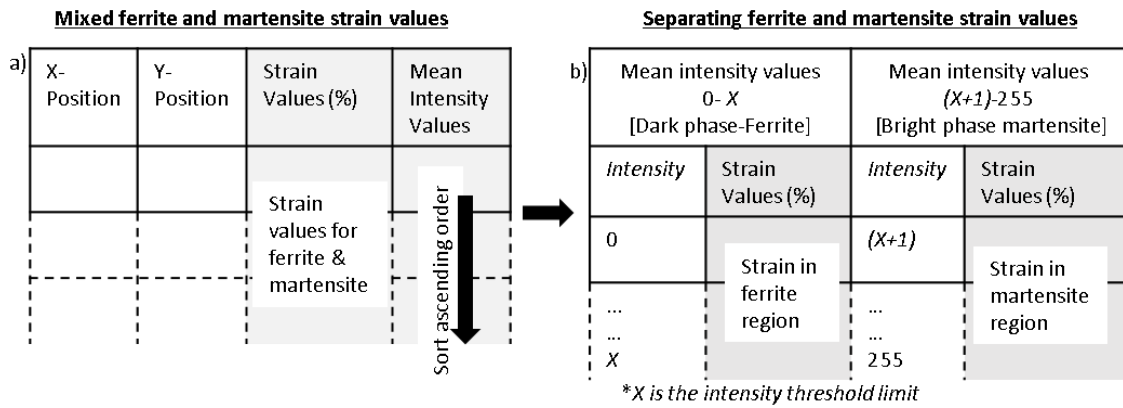 Mixed ferrite and martensite strain values
a)
X-
Position
Y-
Position
Strain
Values (%)
Mean
Intensity
Values
Strain
values for
ferrite &
martensite
Sort ascending order
Separating ferrite and martensite strain values
b)
Mean intensity values
0- X
[Dark phase-Ferrite]
Mean intensity values
(X+1)-255
[Bright phase martensite]
Intensity
Strain
Values (%)
Intensity
Strain
Values (%)
0
(X+1)
Strain in
ferrite
region
Strain in
martensite
region
...
...
X
...
...
255
*X is the intensity threshold limit